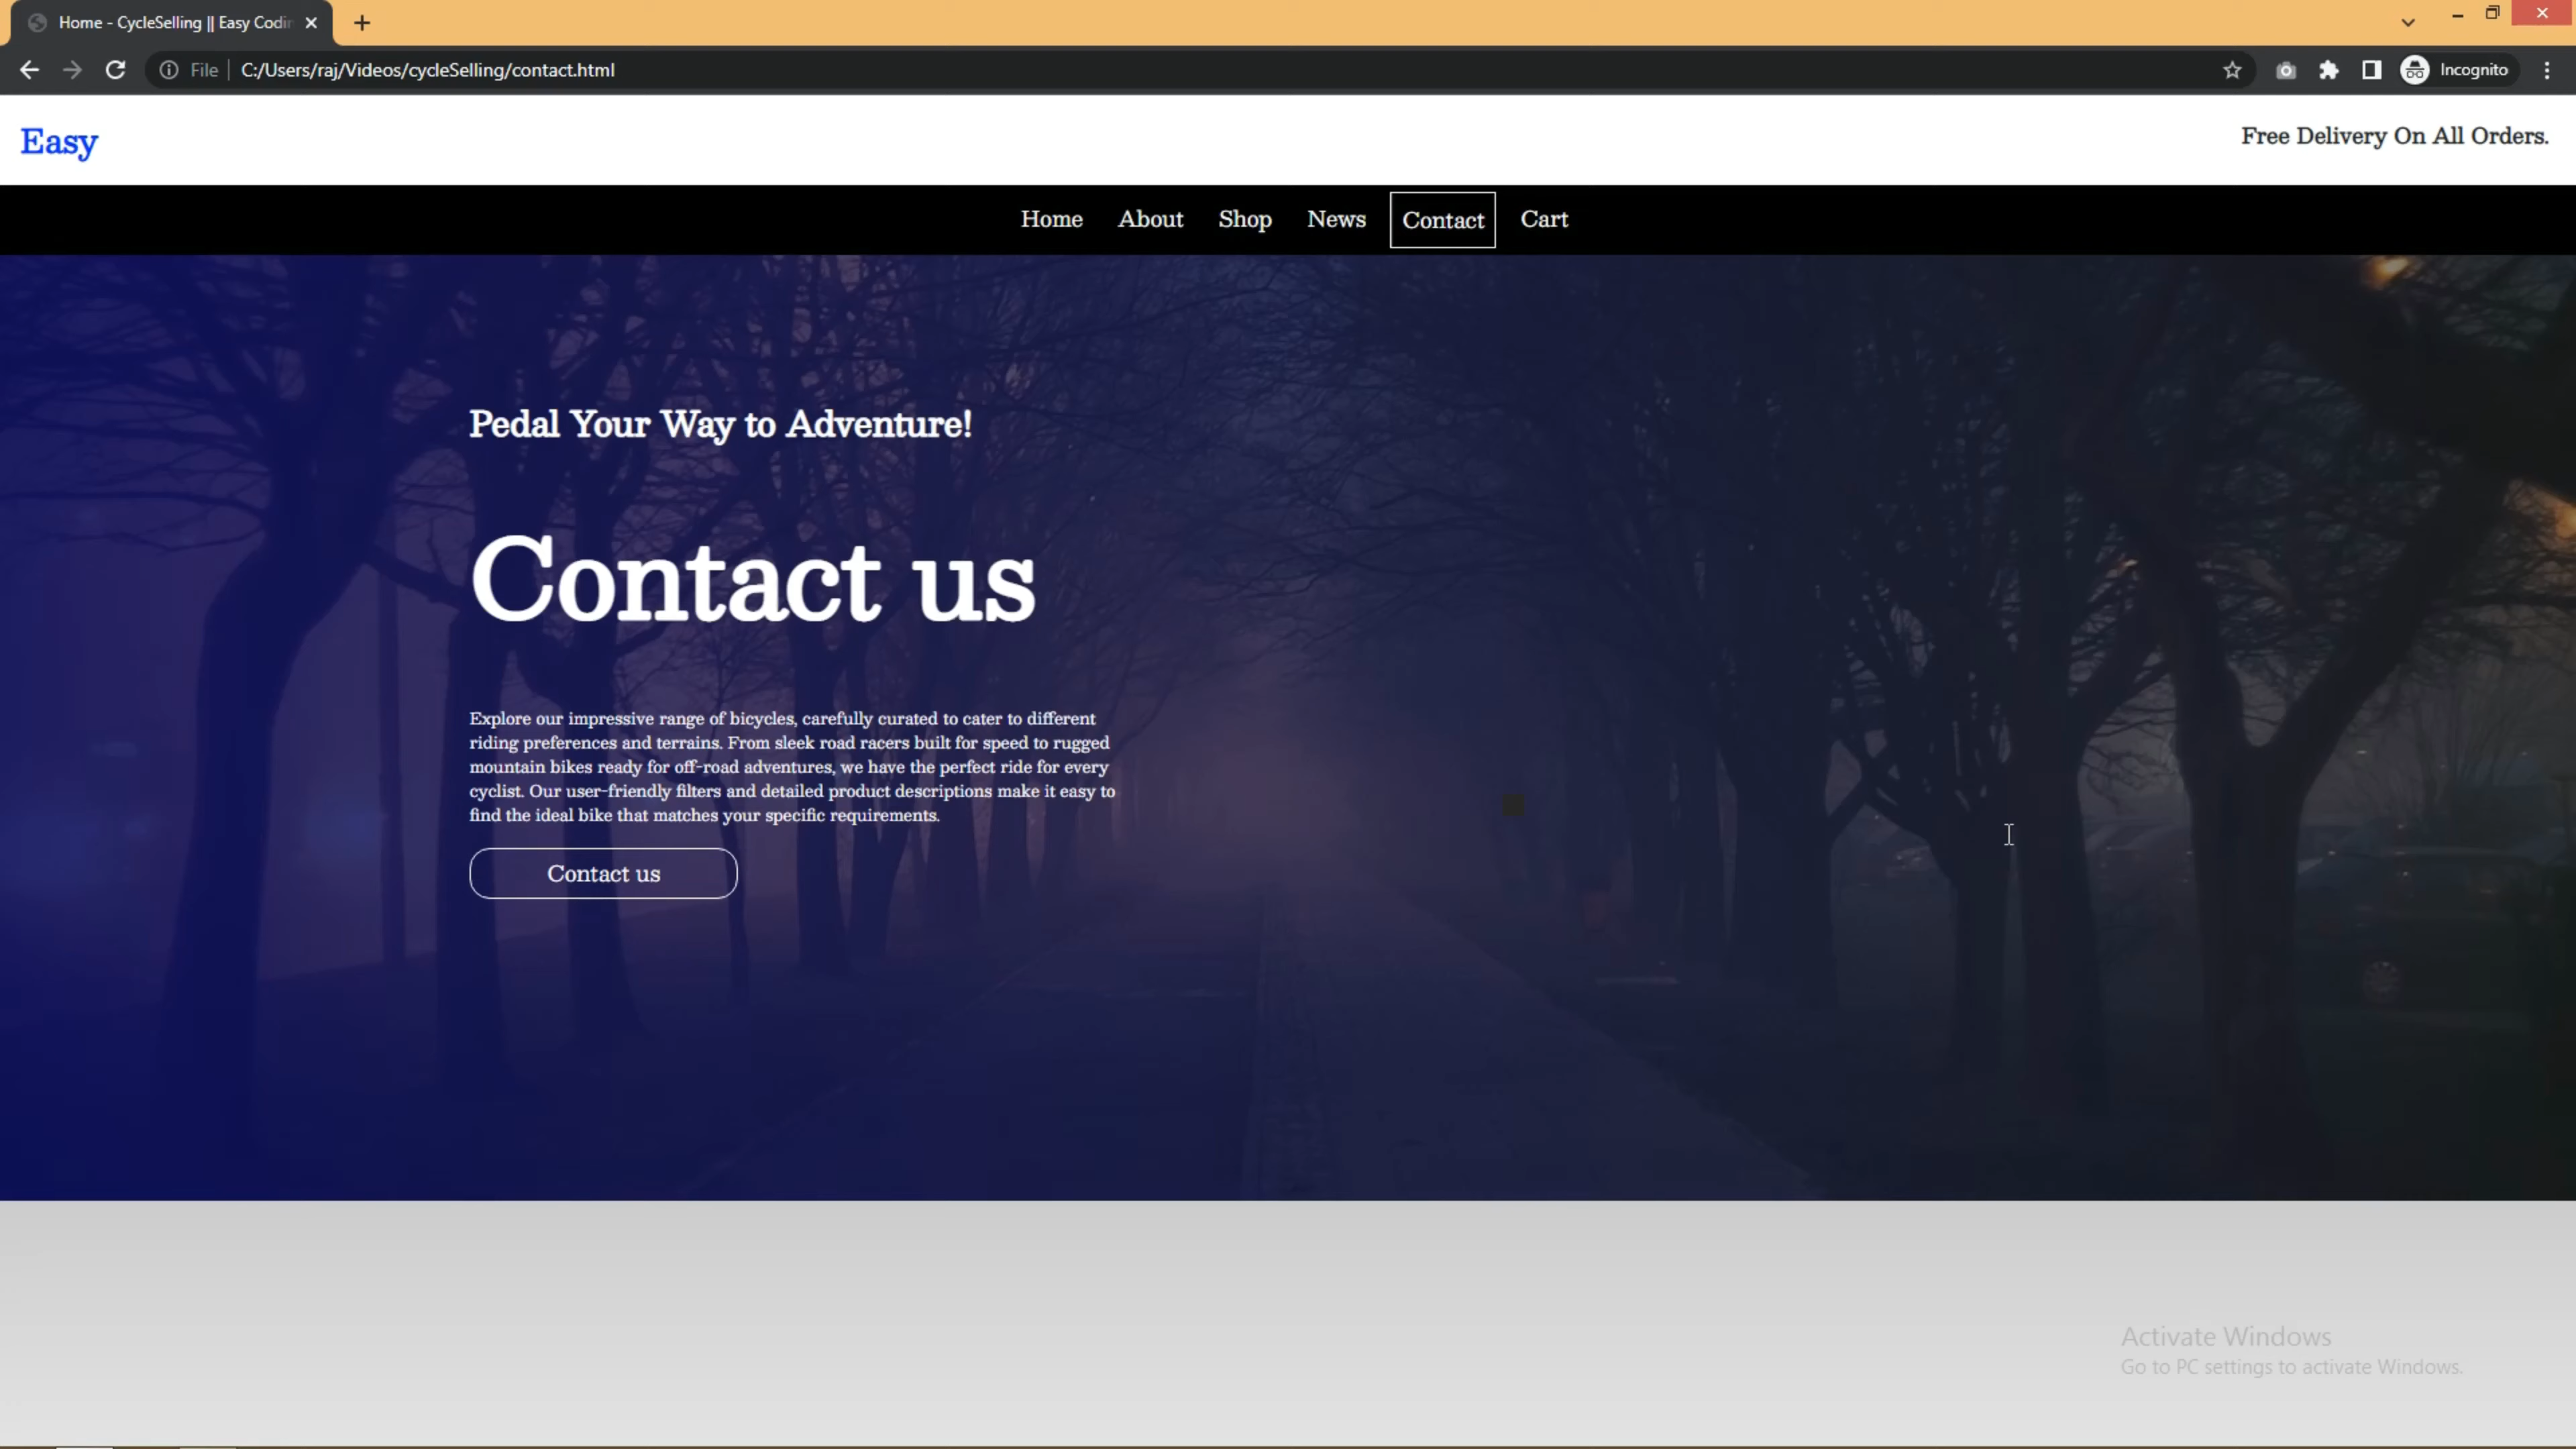 Home - CycleSelling || Easy Codin
File
C:/Users/raj/Videos/cycleSelling/contact.html
Incognito
Easy
Free Delivery On All Orders.
Home About Shop News Contact Cart
Pedal Your Way to Adventure!
Contact us
Explore our impressive range of bicycles, carefully curated to cater to different
riding preferences and terrains. From sleek road racers built for speed to rugged
mountain bikes ready for off-road adventures, we have the perfect ride for every
cyclist. Our user-friendly filters and detailed product descriptions make it easy to
find the ideal bike that matches your specific requirements.
Contact us
Activate Windows
Go to PC settings to activate Windows.